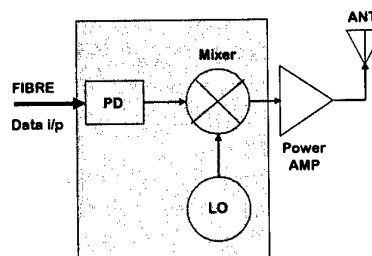 ANT
Mixer
FIBRE
PD
Data i/p
Power
AMP
LO